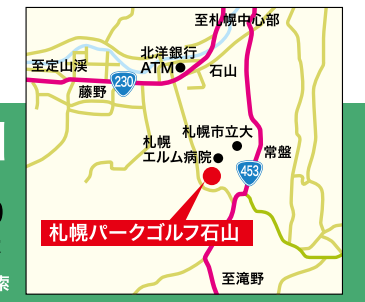 至札幌中心部
北洋銀行
ATM
至定山渓
石山
230
藤野
札幌市立大
札幌
エルム病院
常盤
453
札幌パークゴルフ石山
至滝野
索